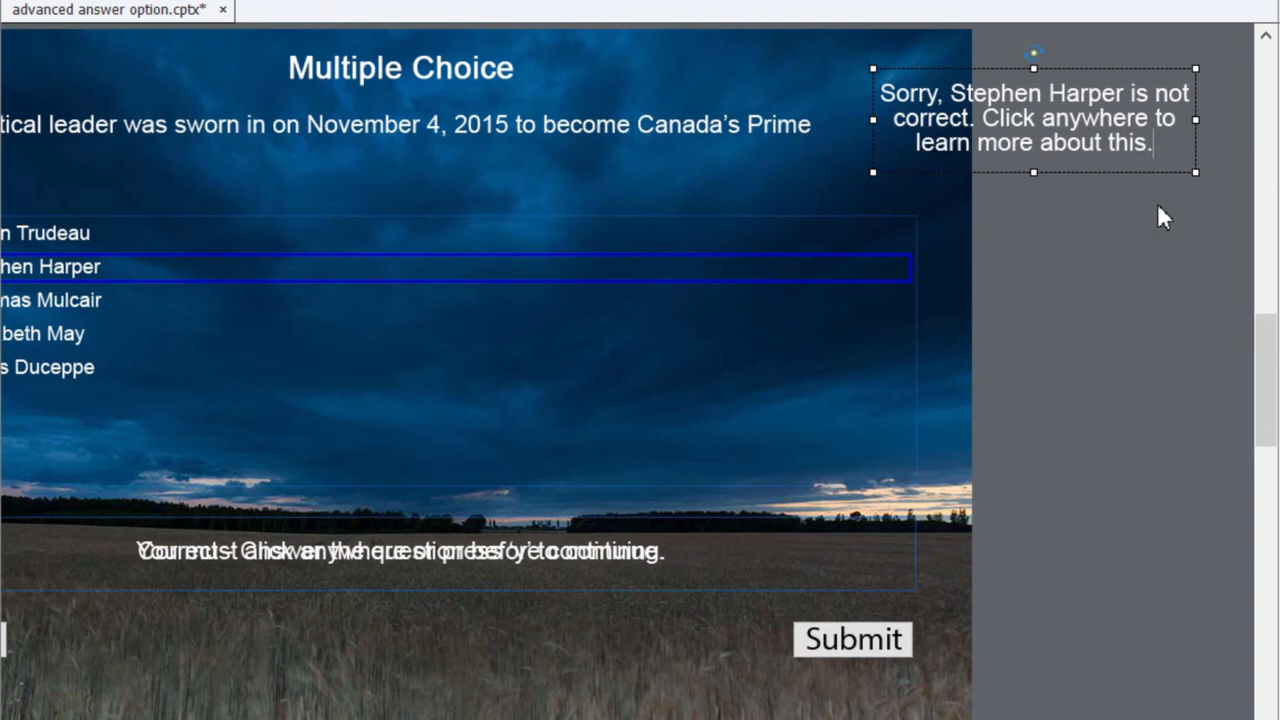 advanced answer option.cptx* ×
Multiple Choice
Sorry, Stephen Harper is not
correct. Click anywhere to
learn more about this.
tical leader was sworn in on November 4, 2015 to become Canada's Prime
n Trudeau
hen Harper
mas Mulcair
beth May
s Duceppe
Submit